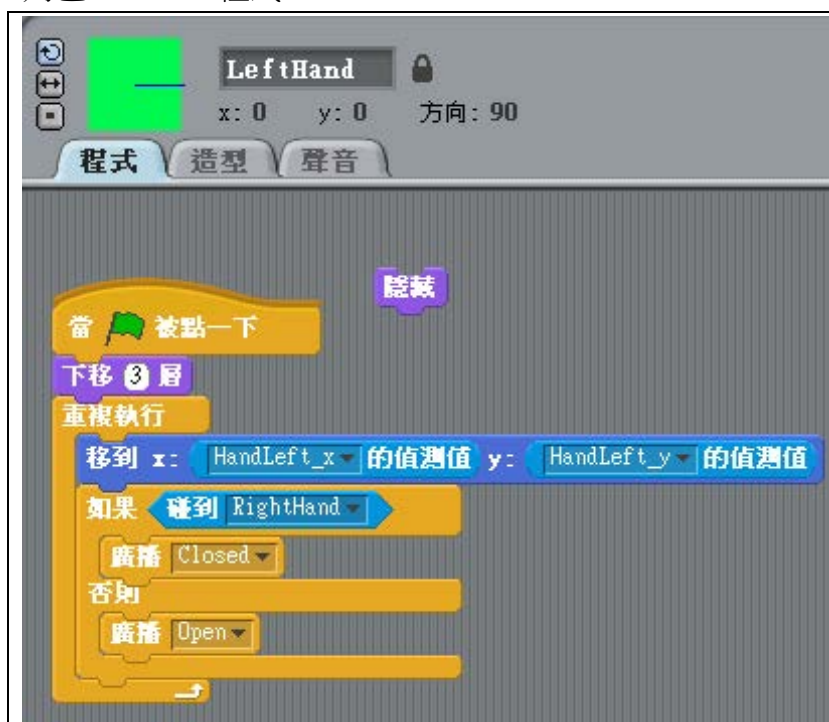 LeftHand
x: 0 y: 0 方向: 90
程式 造型 聲音
隱藏
當 被點一下
下移 3 層
重複執行
移到 x: HandLeft_x 的偵測值 y: HandLeft_y 的偵測值
如果 碰到 RightHand
廣播 Closed
否則
廣播 Open